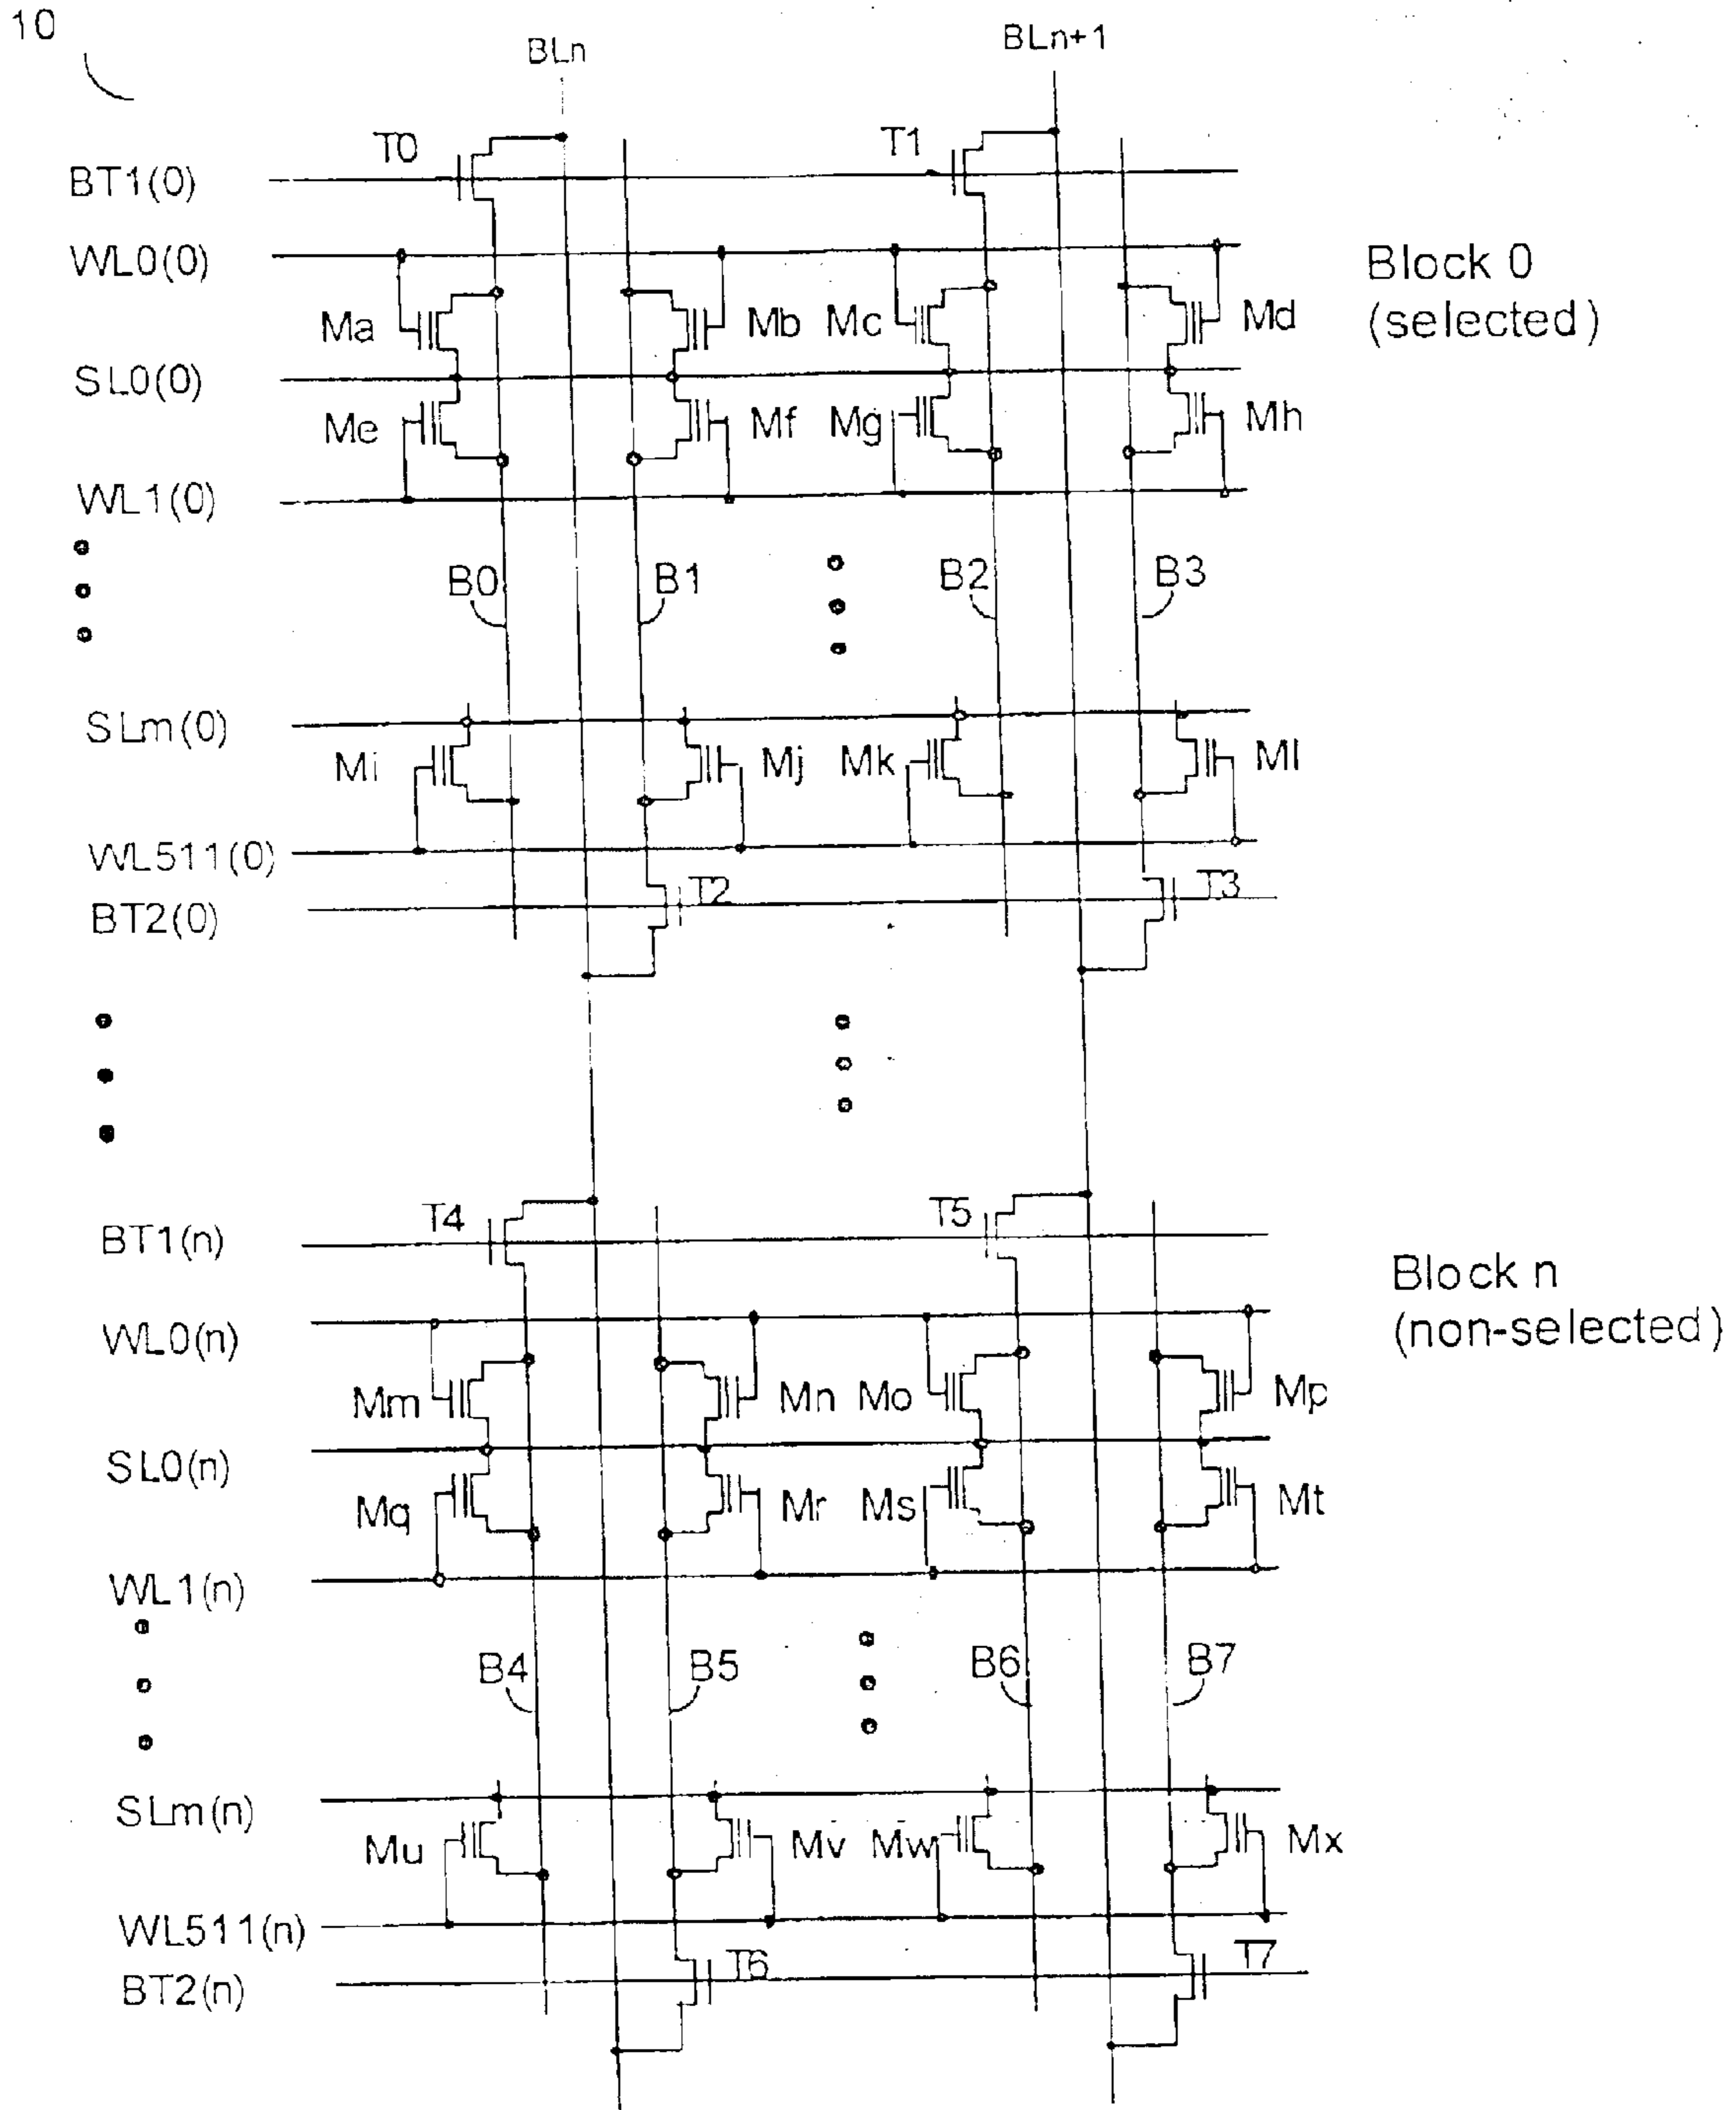 10
BLn
BLn+1
T0
T1
BT1(0)
WL0(0)
Block 0
(selected)
Ma
Mb
Mc
Md
SL0(0)
Me
Mf
Mg
Mh
WL1(0)
B0
B1
B2
B3
SLm(0)
Mi
Mj
Mk
Ml
WL511(0)
T2
T3
BT2(0)
T4
T5
BT1(n)
Block n
(non-selected)
WL0(n)
Mm
Mn
Mo
Mp
SL0(n)
Mq
Mr
Ms
Mt
WL1(n)
B4
B5
B6
B7
SLm(n)
Mu
Mv
Mw
Mx
WL511(n)
T6
T7
BT2(n)